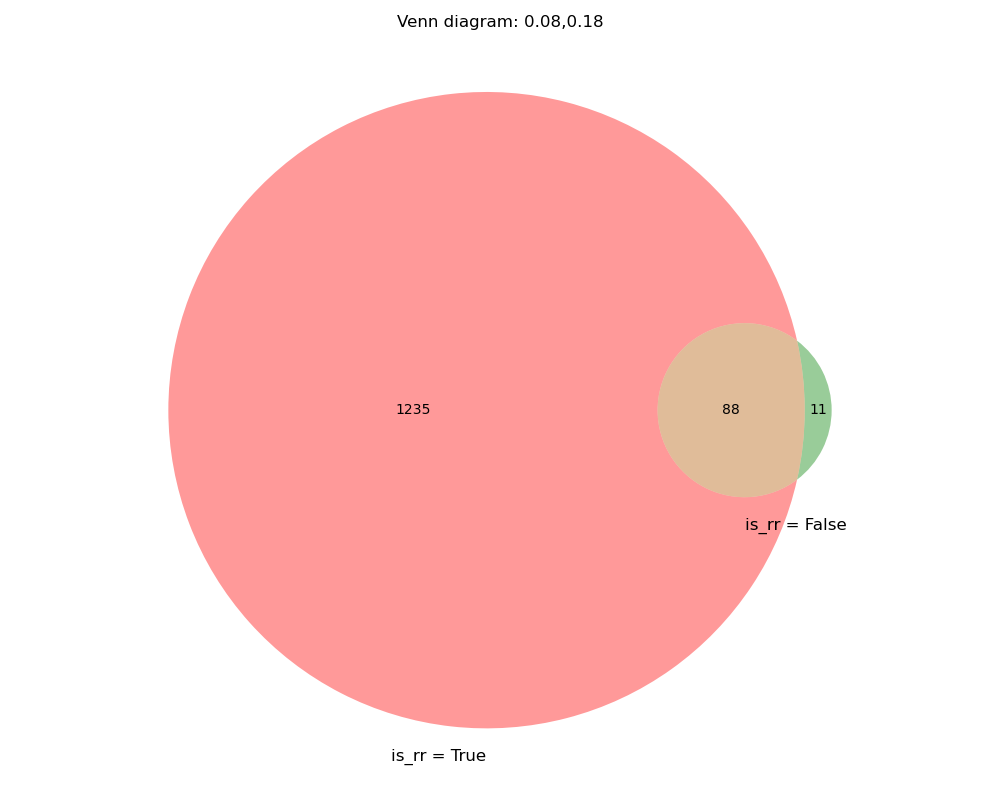 Venn diagram: 0.08,0.18
1235
88
11
is_rr = False
is_rr = True